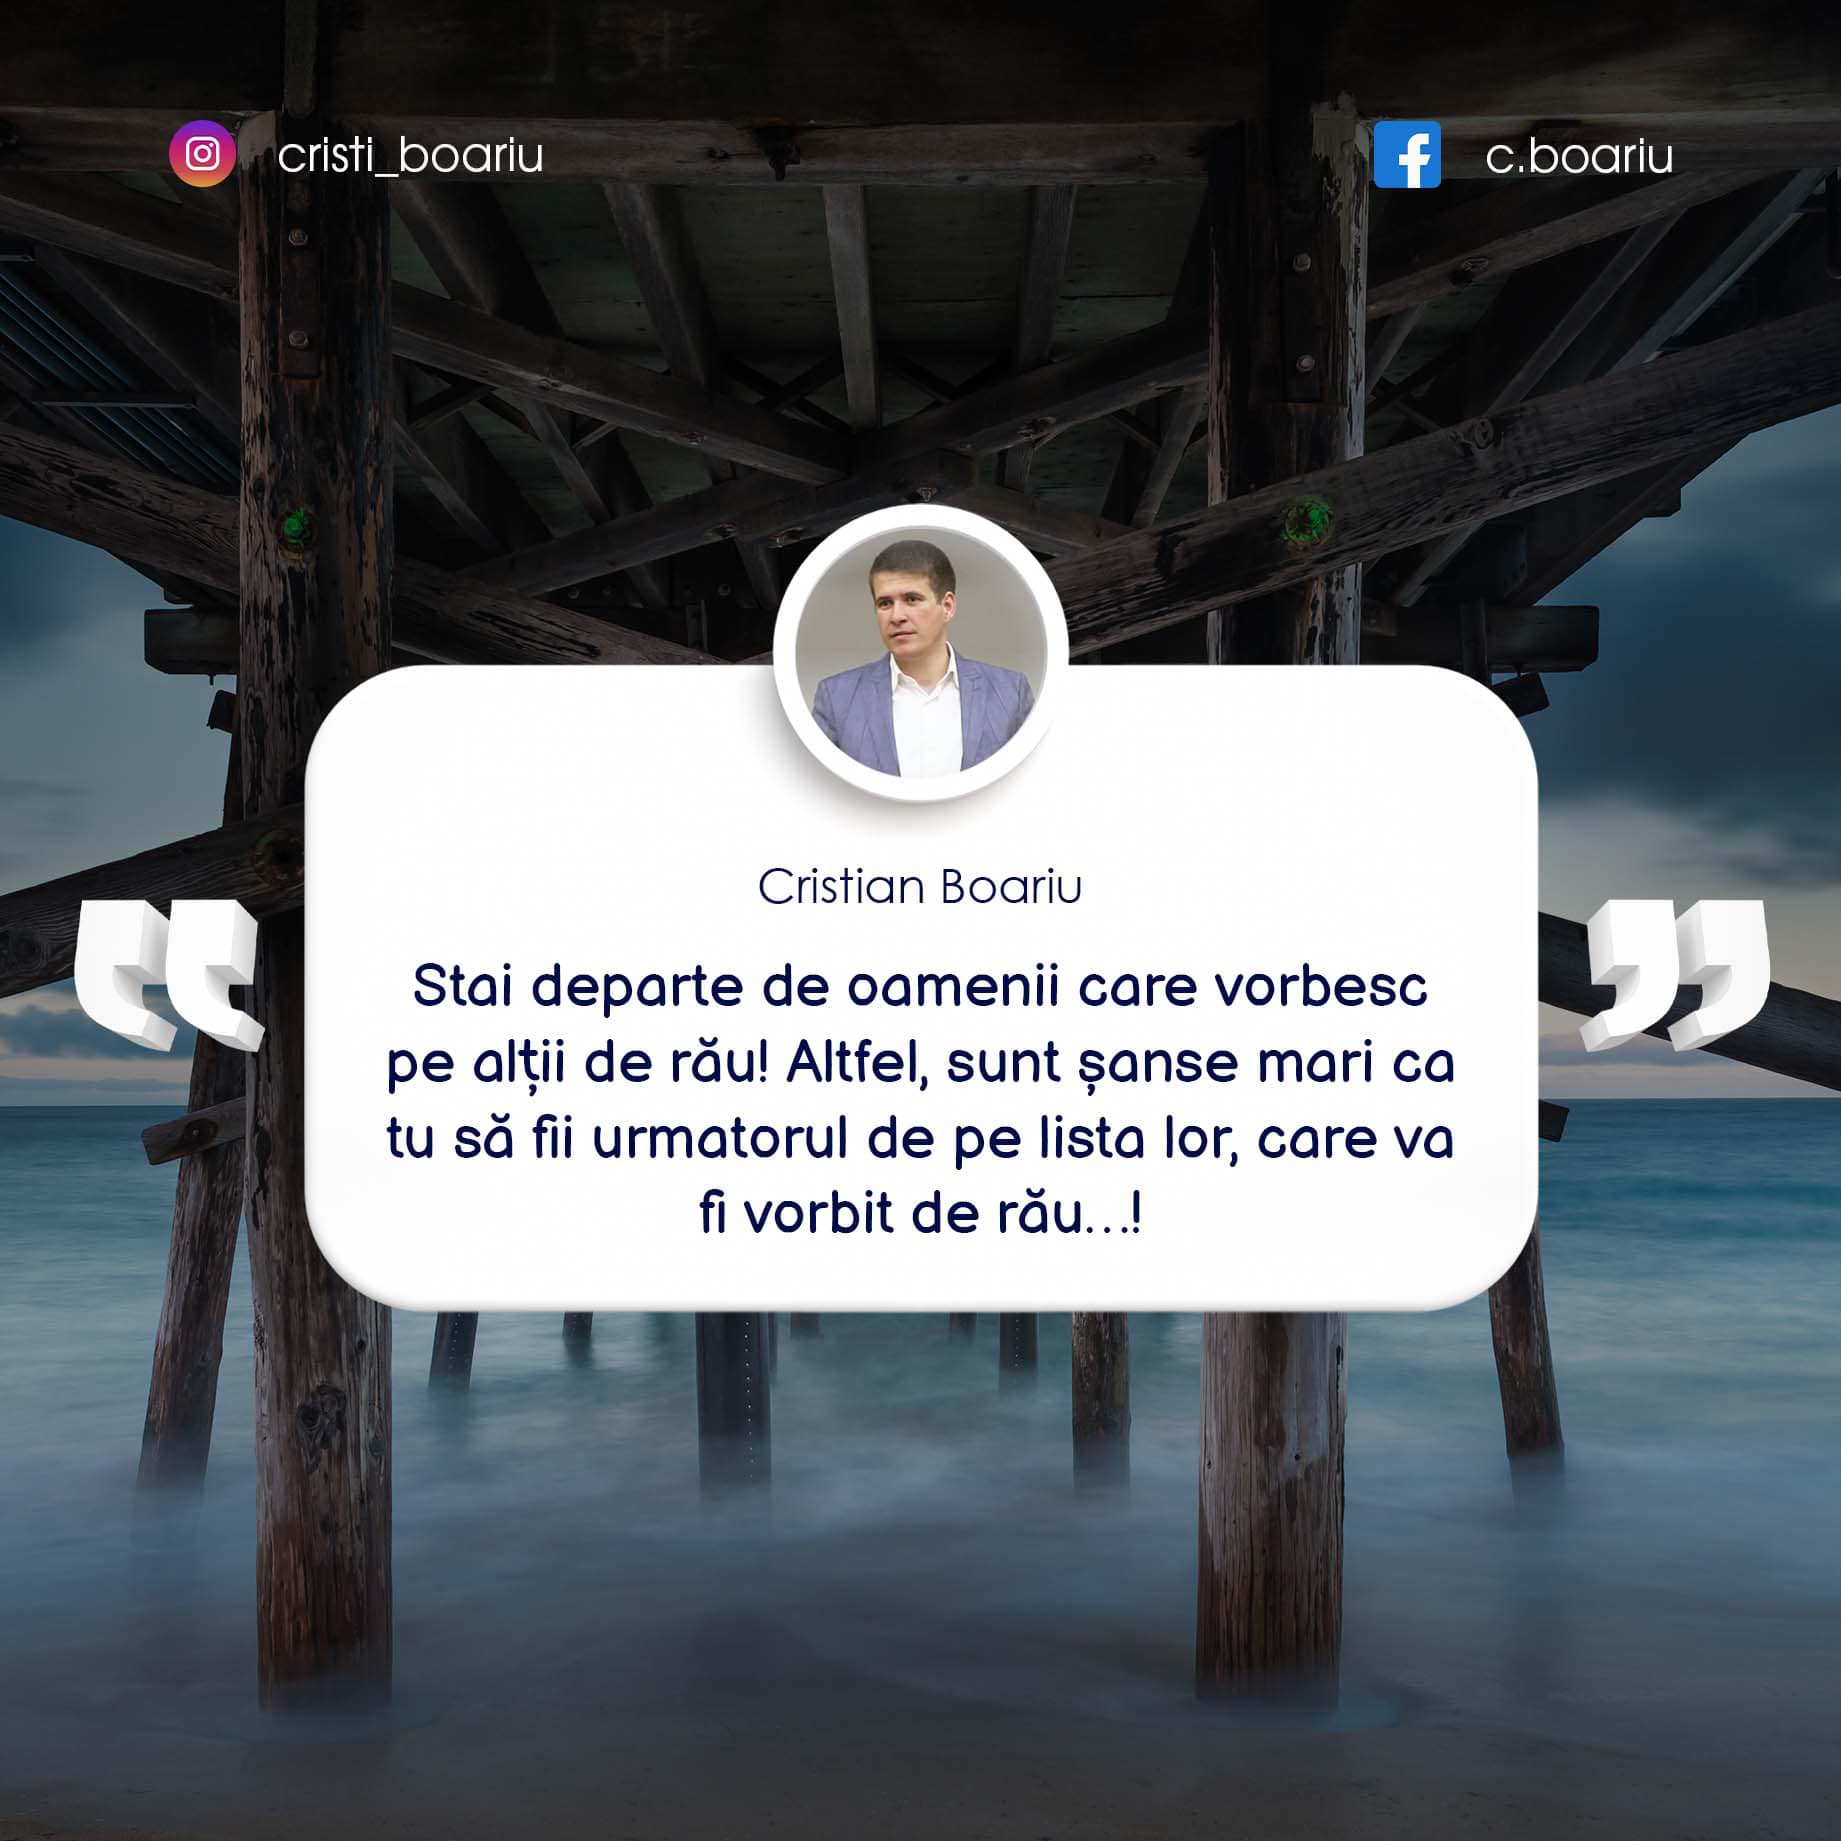 cristi_boariu
c.boariu
Cristian Boariu
Stai departe de oamenii care vorbesc
pe alții de rău! Altfel, sunt șanse mari ca
tu să fii urmatorul de pe lista lor, care va
fi vorbit de rău...!